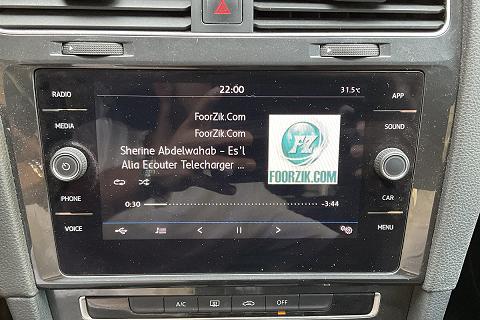 RADIO
MEDIA
PHONE
VOICE
22:00
31.5°C
FoorZik.Com
FoorZik.Com
Sherine Abdelwahab - Es'l
Alia Ecouter Telecharger ...
0:30
-3:44
FZ
FOORZIK.COM
APP
SOUND
CAR
MENU
A/C
OFF